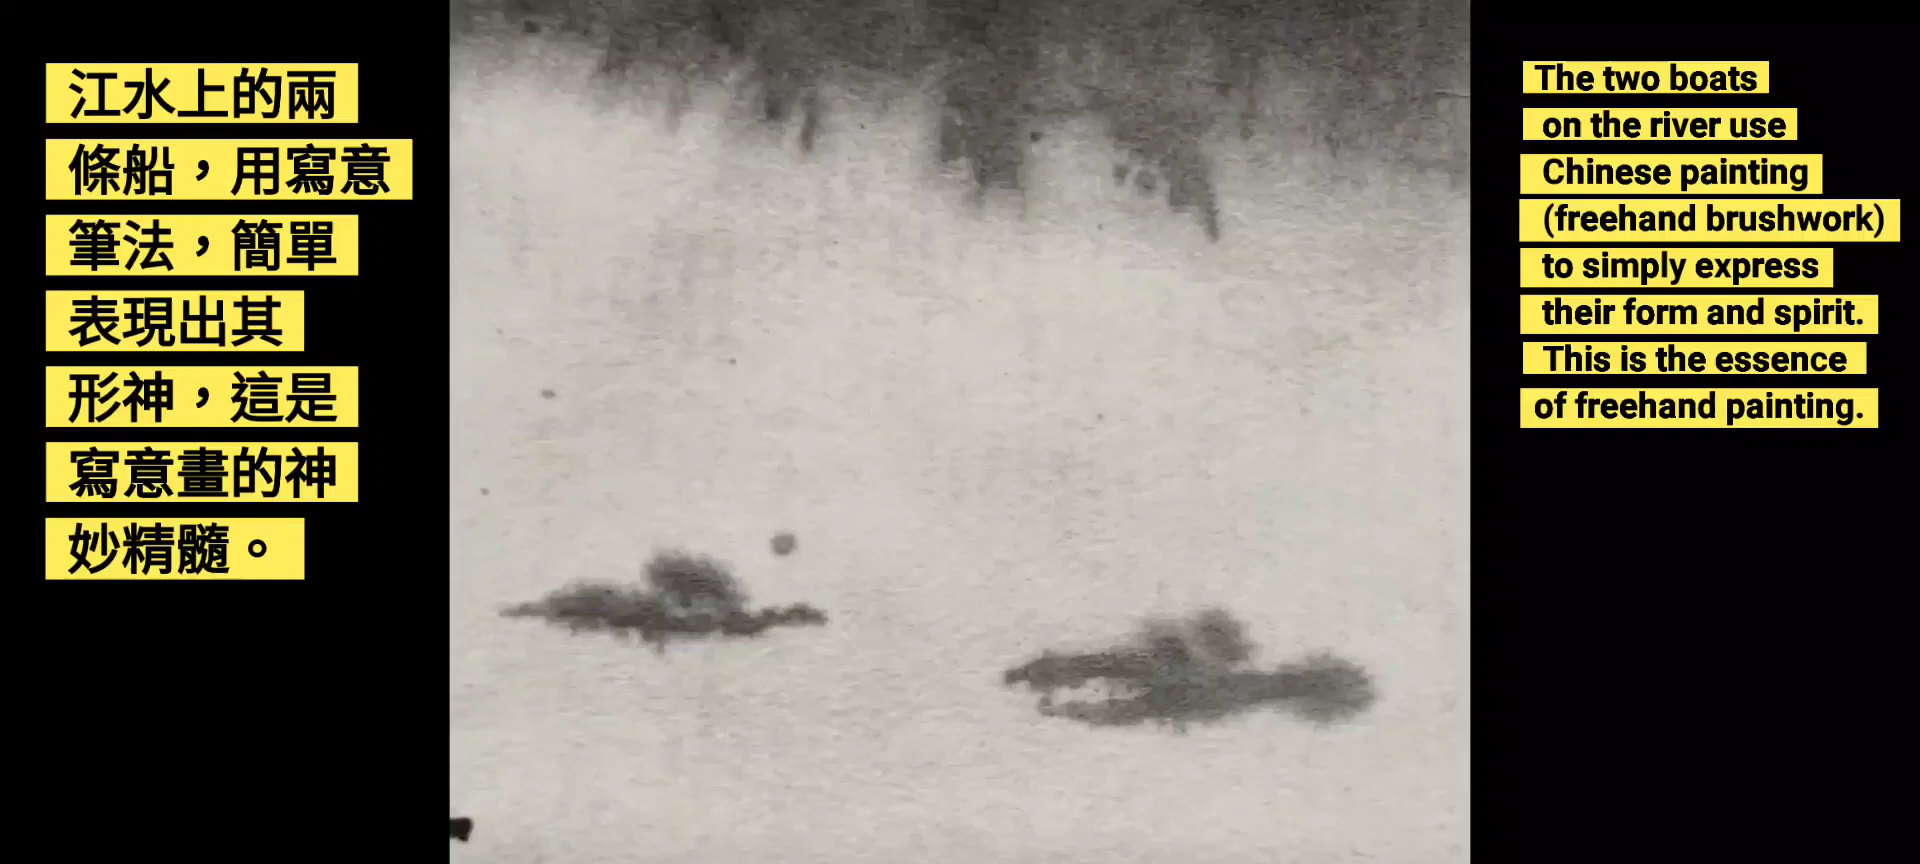 江水上的兩
條船，用寫意
筆法，簡單
表現出其
形神，這是
寫意畫的神
妙精髓。
The two boats
on the river use
Chinese painting
(freehand brushwork)
to simply express
their form and spirit.
This is the essence
of freehand painting.